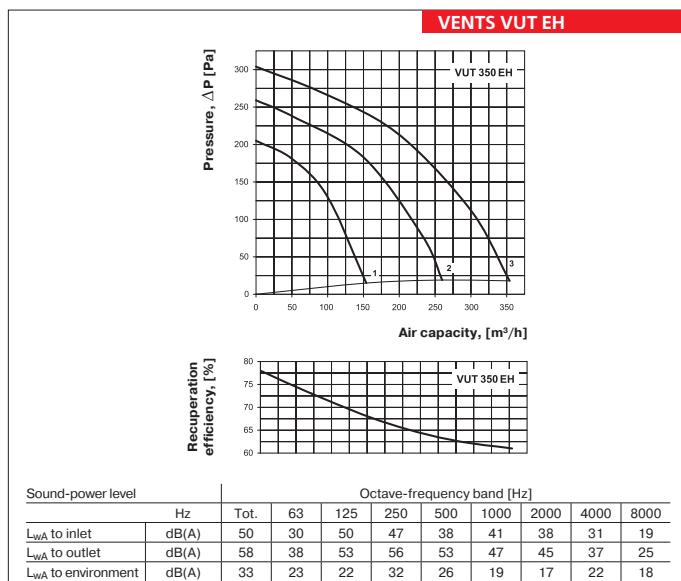 VENTS VUT EH
Pressure, ΔP [Pa]
300
250
200
150
100
50
0
VUT 350 EH
1
2
3
0 50 100 150 200 250 300 350
Air capacity, [m³/h]
Recuperation
efficiency, [%]
80
75
70
65
60
VUT 350 EH
Sound-power level Octave-frequency band [Hz]
Hz Tot. 63 125 250 500 1000 2000 4000 8000
LwA to inlet dB(A) 50 30 50 47 38 41 38 31 19
LwA to outlet dB(A) 58 38 53 56 53 47 45 37 25
LwA to environment dB(A) 33 23 22 32 26 19 17 22 18